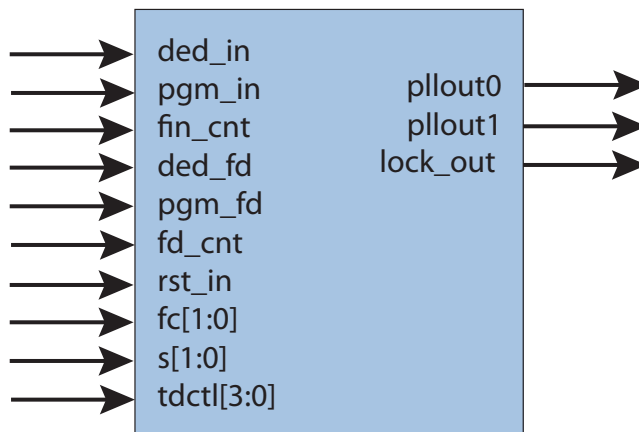 ded_in
pgm_in
fin_cnt
ded_fd
pgm_fd
fd_cnt
rst_in
fc[1:0]
s[1:0]
tdctl[3:0]
pllout0
pllout1
lock_out